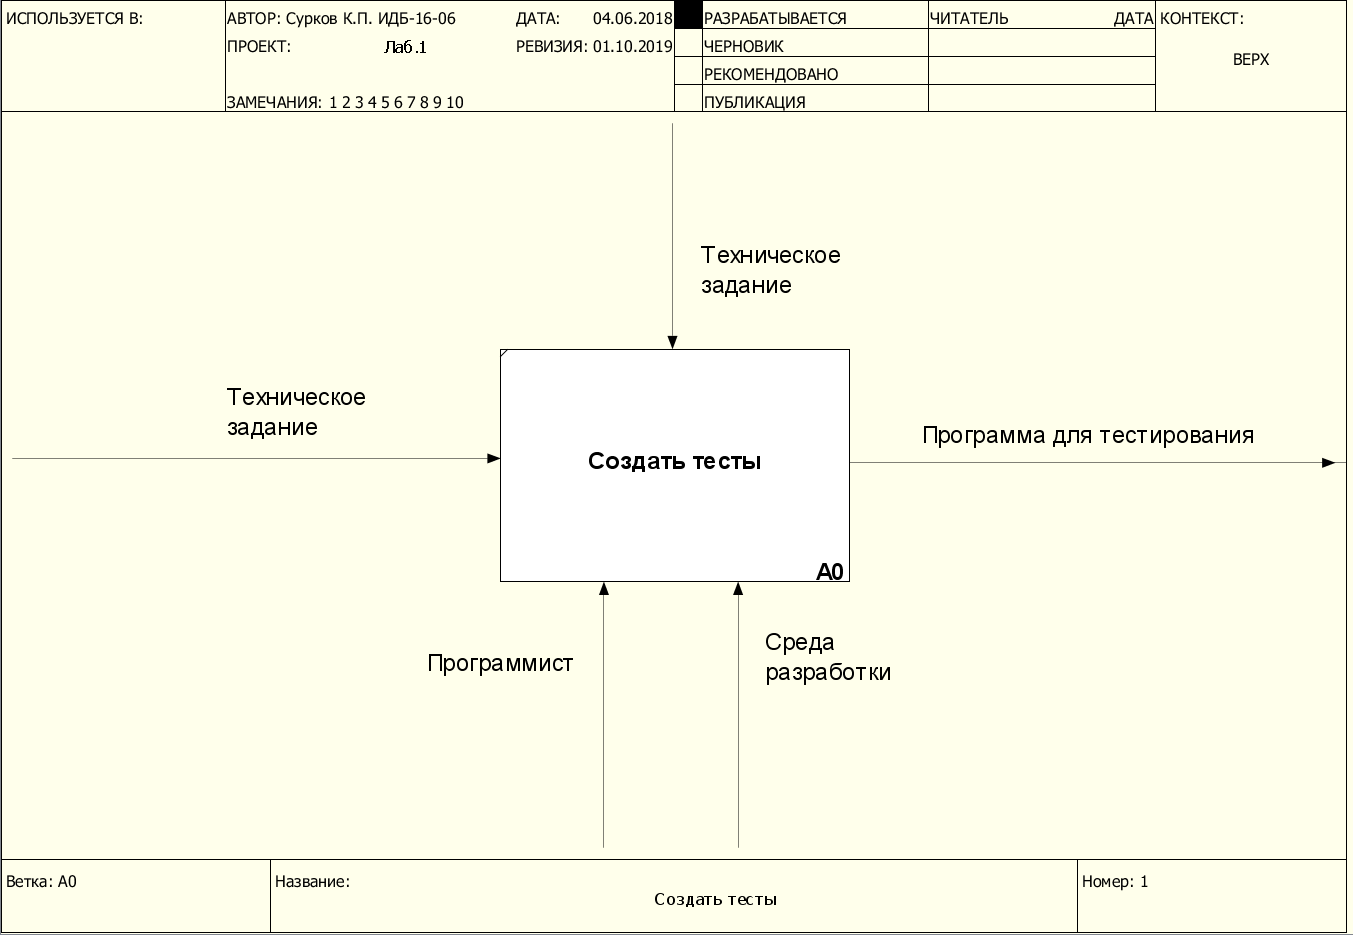 ИСПОЛЬЗУЕТСЯ В:
АВТОР: Сурков К.П. ИДБ-16-06
ДАТА: 04.06.2018
РАЗРАБАТЫВАЕТСЯ
ЧИТАТЕЛЬ
ДАТА
КОНТЕКСТ:
ПРОЕКТ: Лаб.1
РЕВИЗИЯ: 01.10.2019
ЧЕРНОВИК
ВЕРХ
РЕКОМЕНДОВАНО
ЗАМЕЧАНИЯ: 1 2 3 4 5 6 7 8 9 10
ПУБЛИКАЦИЯ
Техническое
задание
Техническое
задание
Программа для тестирования
Создать тесты
A0
Программист
Среда
разработки
Ветка: A0
Название:
Создать тесты
Номер: 1